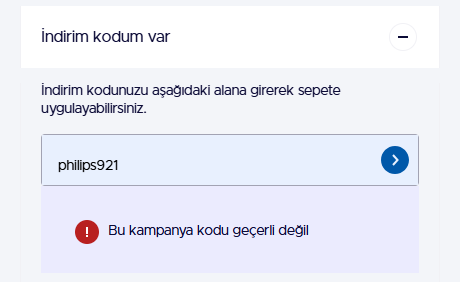 İndirim kodum var
İndirim kodunuzu aşağıdaki alana girerek sepete
uygulayabilirsiniz.
philips921
Bu kampanya kodu geçerli değil